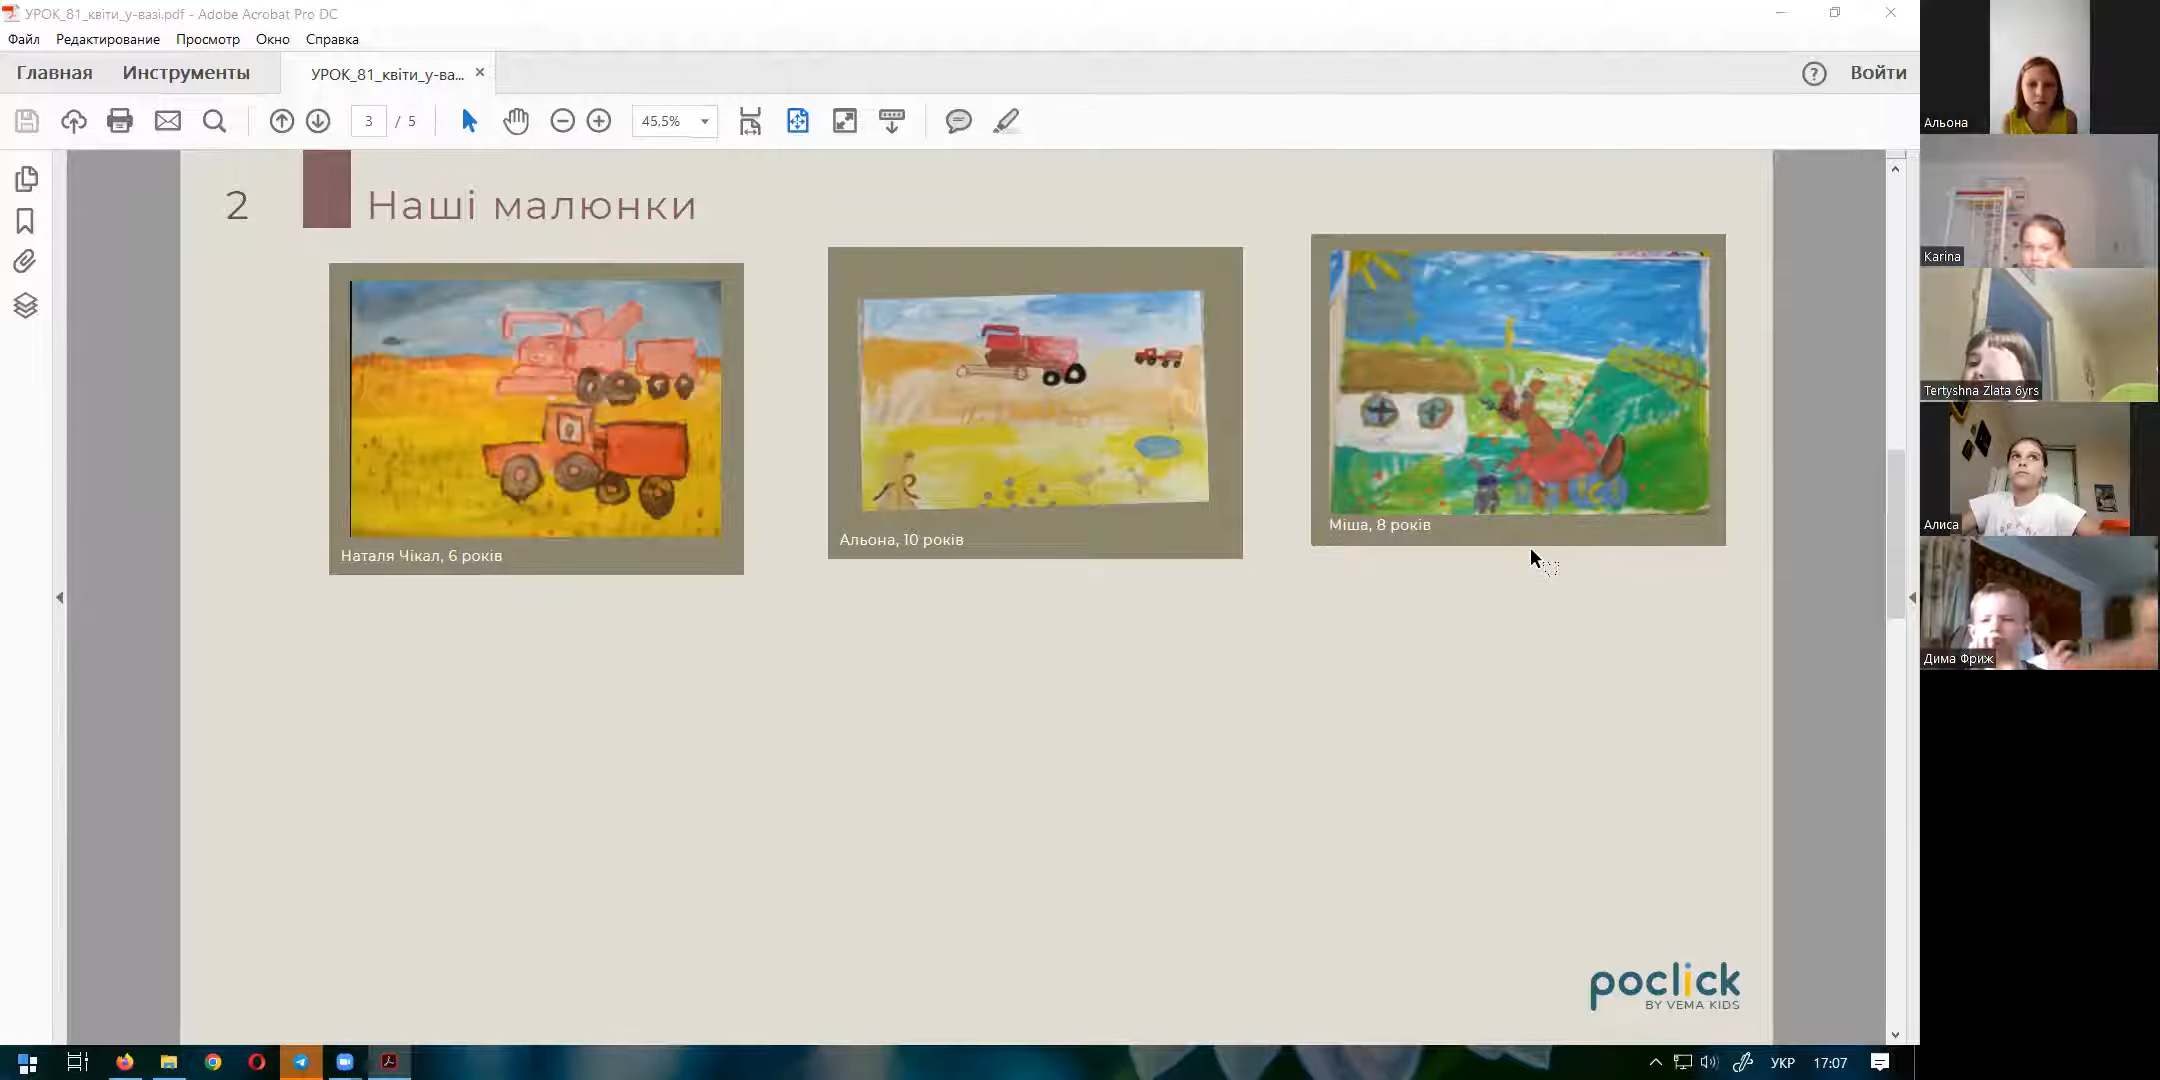 УРОК_81_квіти_у-вазі.pdf - Adobe Acrobat Pro DC
Файл Редактирование Просмотр Окно Справка
Главная Инструменты УРОК_81_квіти_у-ва... Войти
3 / 5 45,5%
2 Наші малюнки
Наталя Чікал, 6 років
Альона, 10 років
Міша, 8 років
poclick
BY VEMA KIDS
Альона
Karina
Tertyshna Zlata 6yrs
Алиса
Дима Фриж
УКР 17:07